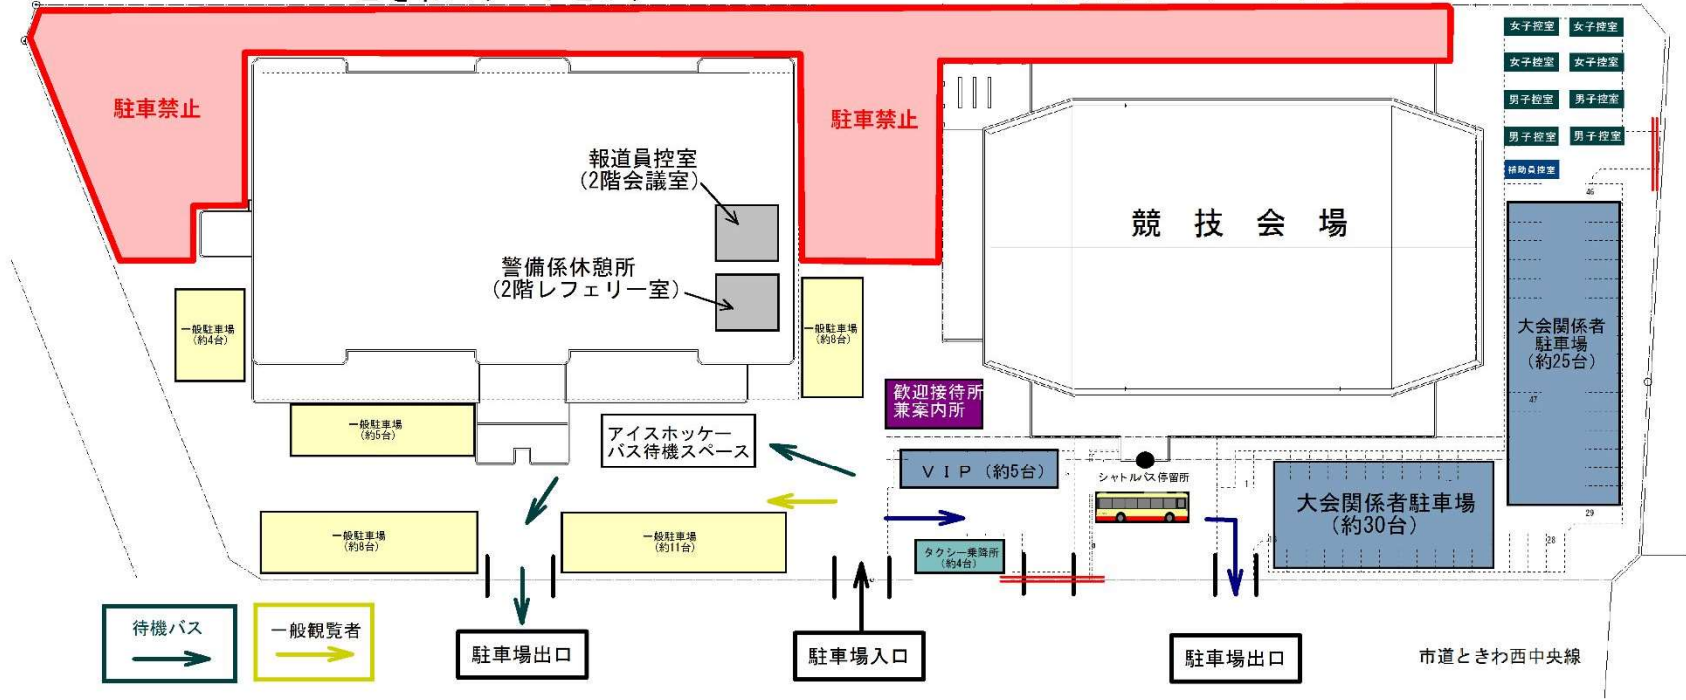 女子控室 女子控室
女子控室 女子控室
男子控室 男子控室
男子控室 男子控室
補助員控室
駐車禁止
駐車禁止
報道員控室
(2階会議室)
警備係休憩所
(2階レフェリー室)
競技会場
46
大会関係者
駐車場
(約25台)
47
29
一般駐車場
(約4台)
一般駐車場
(約8台)
歓迎接待所
兼案内所
一般駐車場
(約5台)
アイスホッケー
バス待機スペース
VIP (約5台)
シャトルバス停留所
1
大会関係者駐車場
(約30台)
28
一般駐車場
(約8台)
一般駐車場
(約11台)
タクシー乗降所
(約4台)
待機バス
一般観覧者
駐車場出口
駐車場入口
駐車場出口
市道ときわ西中央線